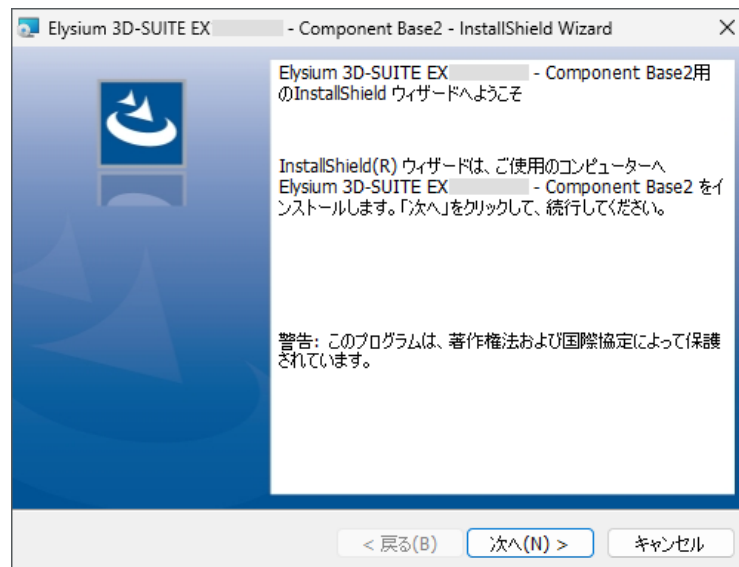 Elysium 3D-SUITE EX - Component Base2 - InstallShield Wizard
Elysium 3D-SUITE EX - Component Base2用
のInstallShield ウィザードへようこそ
InstallShield(R) ウィザードは、ご使用のコンピューターへ
Elysium 3D-SUITE EX - Component Base2 をイ
ンストールします。「次へ」をクリックして、続行してください。
警告: このプログラムは、著作権法および国際協定によって保護
されています。
< 戻る(B) 次へ(N) > キャンセル